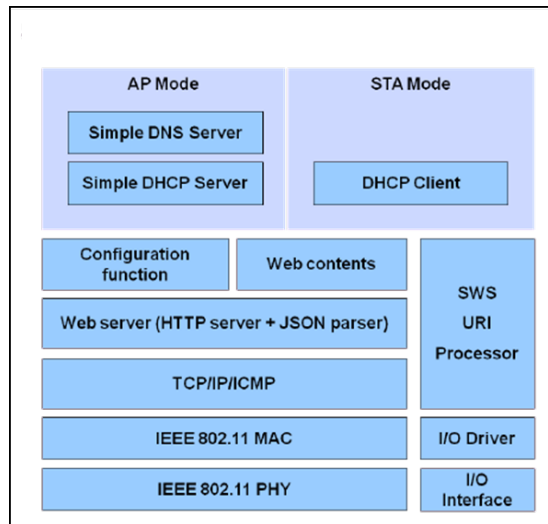 AP Mode
STA Mode
Simple DNS Server
Simple DHCP Server
DHCP Client
Configuration
function
Web contents
SWS
URI
Processor
Web server (HTTP server + JSON parser)
TCP/IP/ICMP
IEEE 802.11 MAC
I/O Driver
IEEE 802.11 PHY
I/O
Interface